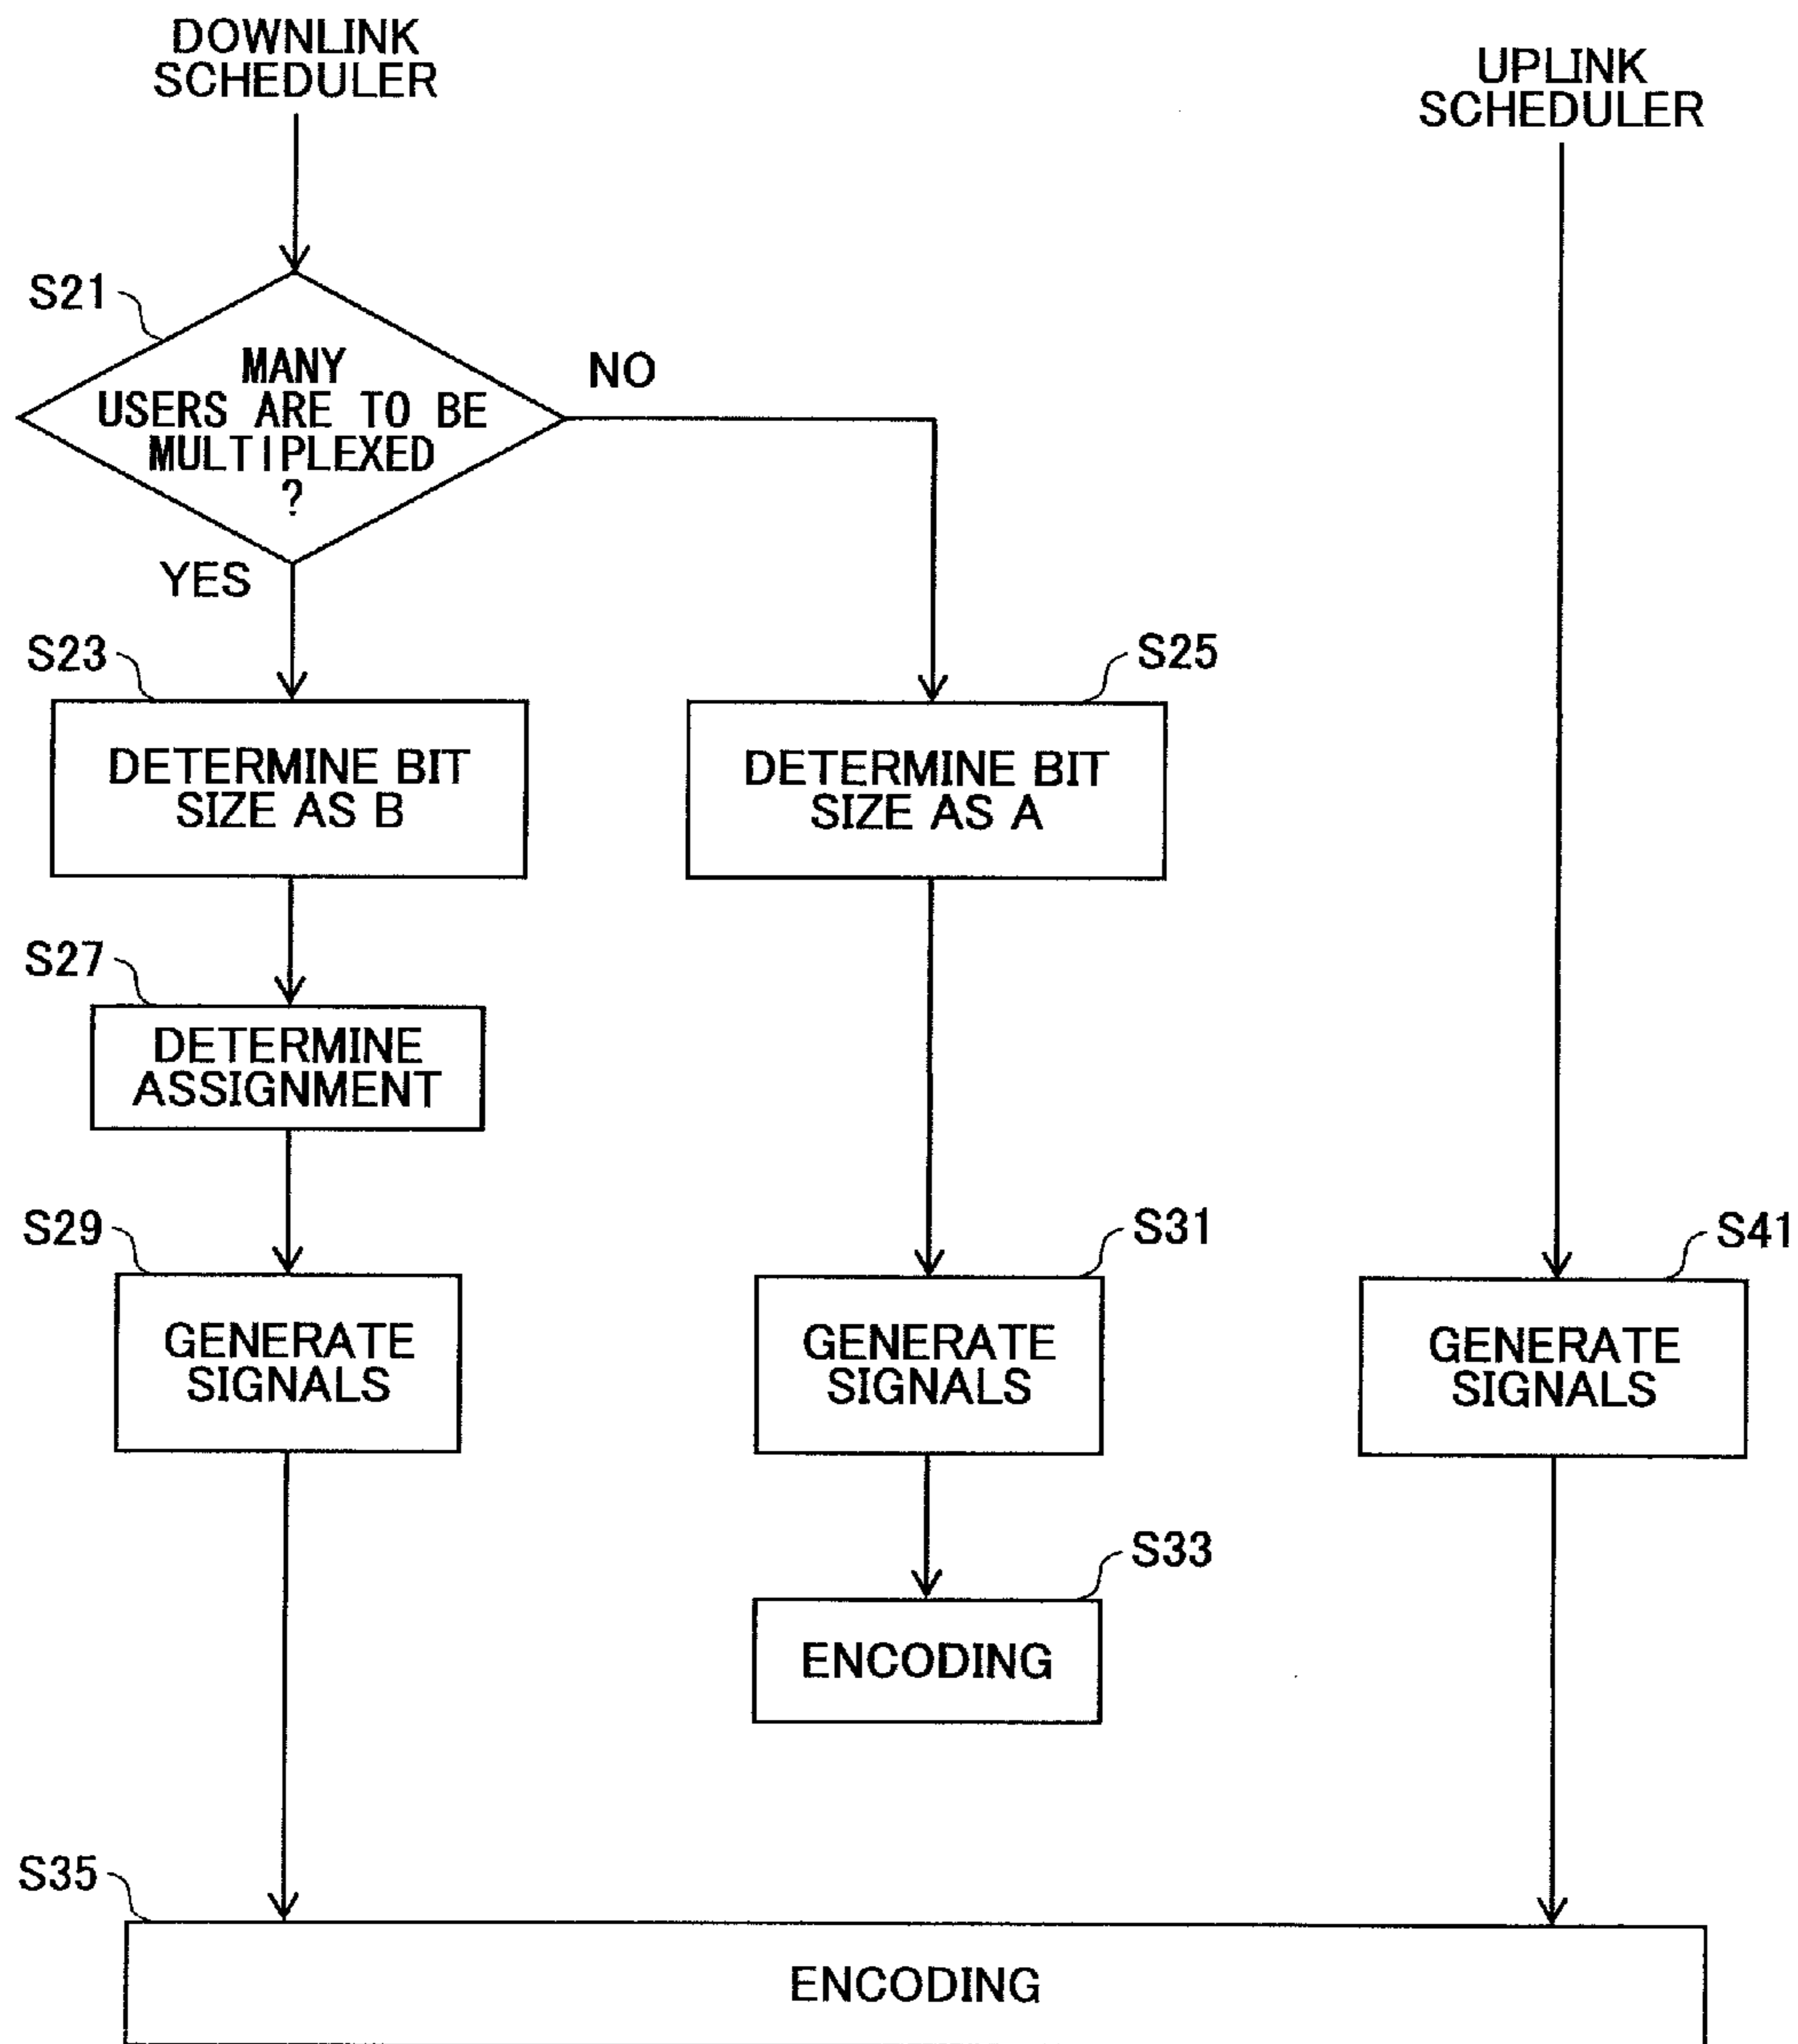 DOWNLINK
SCHEDULER
UPLINK
SCHEDULER
S21
MANY
USERS ARE TO BE
MULTIPLEXED
?
NO
YES
S23
DETERMINE BIT
SIZE AS B
S25
DETERMINE BIT
SIZE AS A
S27
DETERMINE
ASSIGNMENT
S29
GENERATE
SIGNALS
S31
GENERATE
SIGNALS
S41
GENERATE
SIGNALS
S33
ENCODING
S35
ENCODING